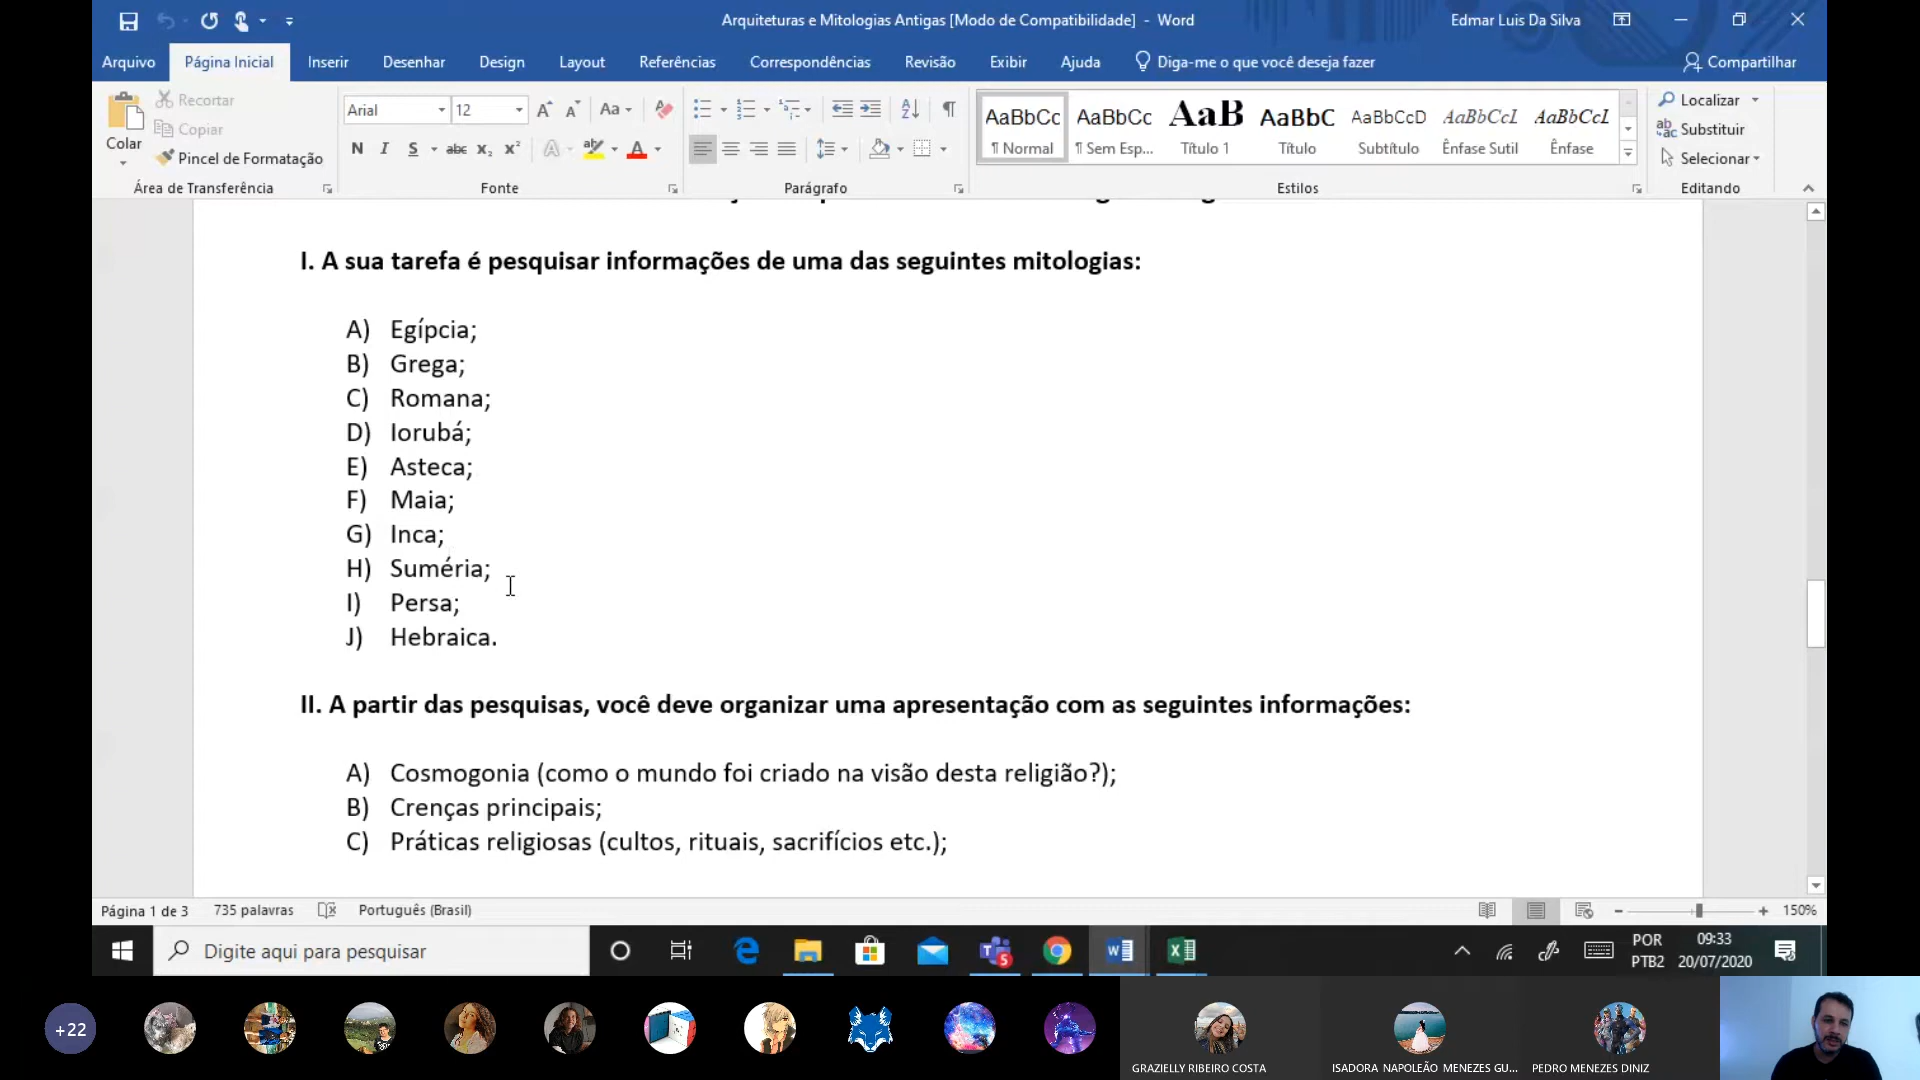 Arquiteturas e Mitologias Antigas [Modo de Compatibilidade] - Word
Edmar Luis Da Silva
Arquivo Página Inicial Inserir Desenhar Design Layout Referências Correspondências Revisão Exibir Ajuda Diga-me o que você deseja fazer Compartilhar
Colar
Recortar
Copiar
Pincel de Formatação
Área de Transferência
Arial 12
Aa
N I S abc x₂ x²
A A
Fonte
Parágrafo
AaBbCc AaBbCc AaB AaBbC AaBbCcD AaBbCcL AaBbCcL
¶ Normal ¶ Sem Esp... Título 1 Título Subtítulo Ênfase Sutil Ênfase
Estilos
Localizar
Substituir
Selecionar
Editando
I. A sua tarefa é pesquisar informações de uma das seguintes mitologias:
A) Egípcia;
B) Grega;
C) Romana;
D) Iorubá;
E) Asteca;
F) Maia;
G) Inca;
H) Suméria;
I) Persa;
J) Hebraica.
II. A partir das pesquisas, você deve organizar uma apresentação com as seguintes informações:
A) Cosmogonia (como o mundo foi criado na visão desta religião?);
B) Crenças principais;
C) Práticas religiosas (cultos, rituais, sacrifícios etc.);
Página 1 de 3 735 palavras Português (Brasil) 150%
Digite aqui para pesquisar
5
POR
PTB2
09:33
20/07/2020
+22
GRAZIELLY RIBEIRO COSTA
ISADORA NAPOLEÃO MENEZES GU...
PEDRO MENEZES DINIZ